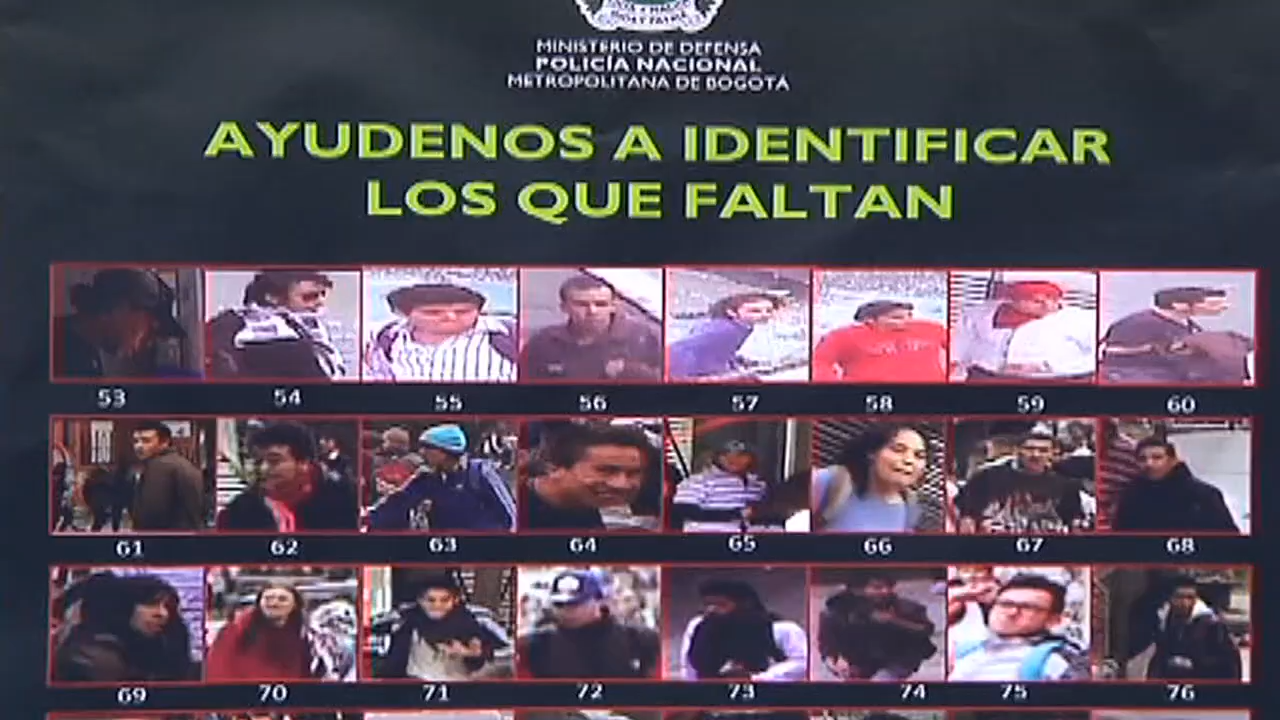 MINISTERIO DE DEFENSA
POLICÍA NACIONAL
METROPOLITANA DE BOGOTÁ
AYUDENOS A IDENTIFICAR
LOS QUE FALTAN
53 54 55 56 57 58 59 60
61 62 63 64 65 66 67 68
69 70 71 72 73 74 75 76